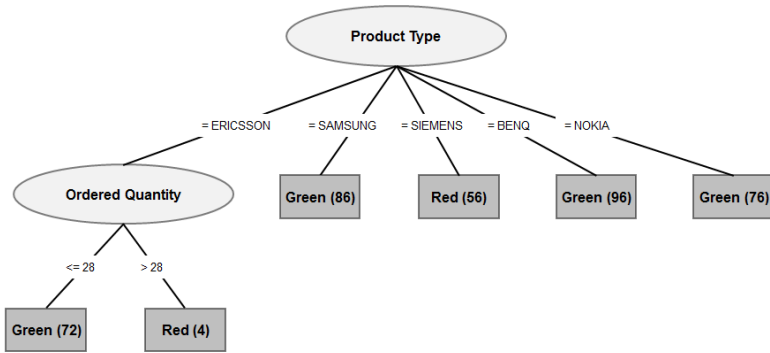 Product Type
= ERICSSON
= SAMSUNG
= SIEMENS
= BENQ
= NOKIA
Ordered Quantity
Green (86)
Red (56)
Green (96)
Green (76)
<= 28
> 28
Green (72)
Red (4)